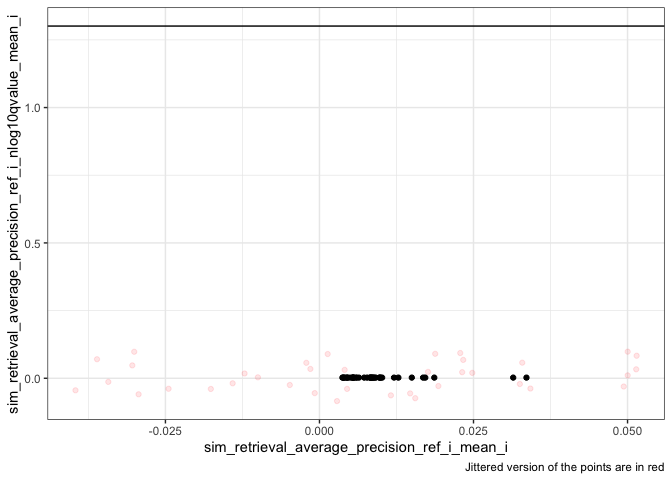 sim_retrieval_average_precision_ref_i_nlog10qvalue_mean_i
1.0
0.5
0.0
-0.025
0.000
0.025
0.050
sim_retrieval_average_precision_ref_i_mean_i
Jittered version of the points are in red